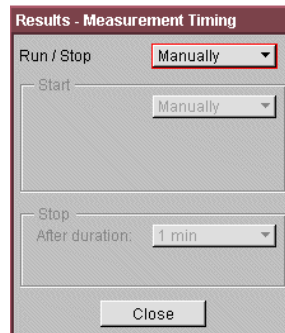 Results - Measurement Timing
Run / Stop Manually
Start
Manually
Stop
After duration: 1 min
Close